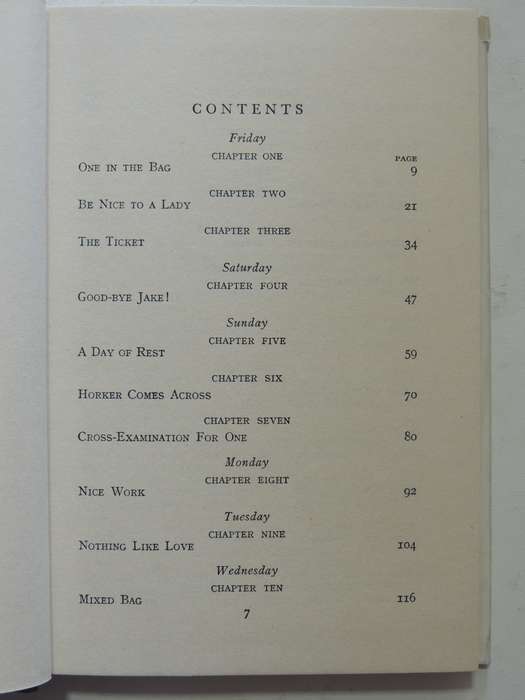 CONTENTS
Friday
CHAPTER ONE
PAGE
ONE IN THE BAG 9
CHAPTER TWO
BE NICE TO A LADY 21
CHAPTER THREE
THE TICKET 34
Saturday
CHAPTER FOUR
GOOD-BYE JAKE! 47
Sunday
CHAPTER FIVE
A DAY OF REST 59
CHAPTER SIX
HORKER COMES ACROSS 70
CHAPTER SEVEN
CROSS-EXAMINATION FOR ONE 80
Monday
CHAPTER EIGHT
NICE WORK 92
Tuesday
CHAPTER NINE
NOTHING LIKE LOVE 104
Wednesday
CHAPTER TEN
MIXED BAG 116
7